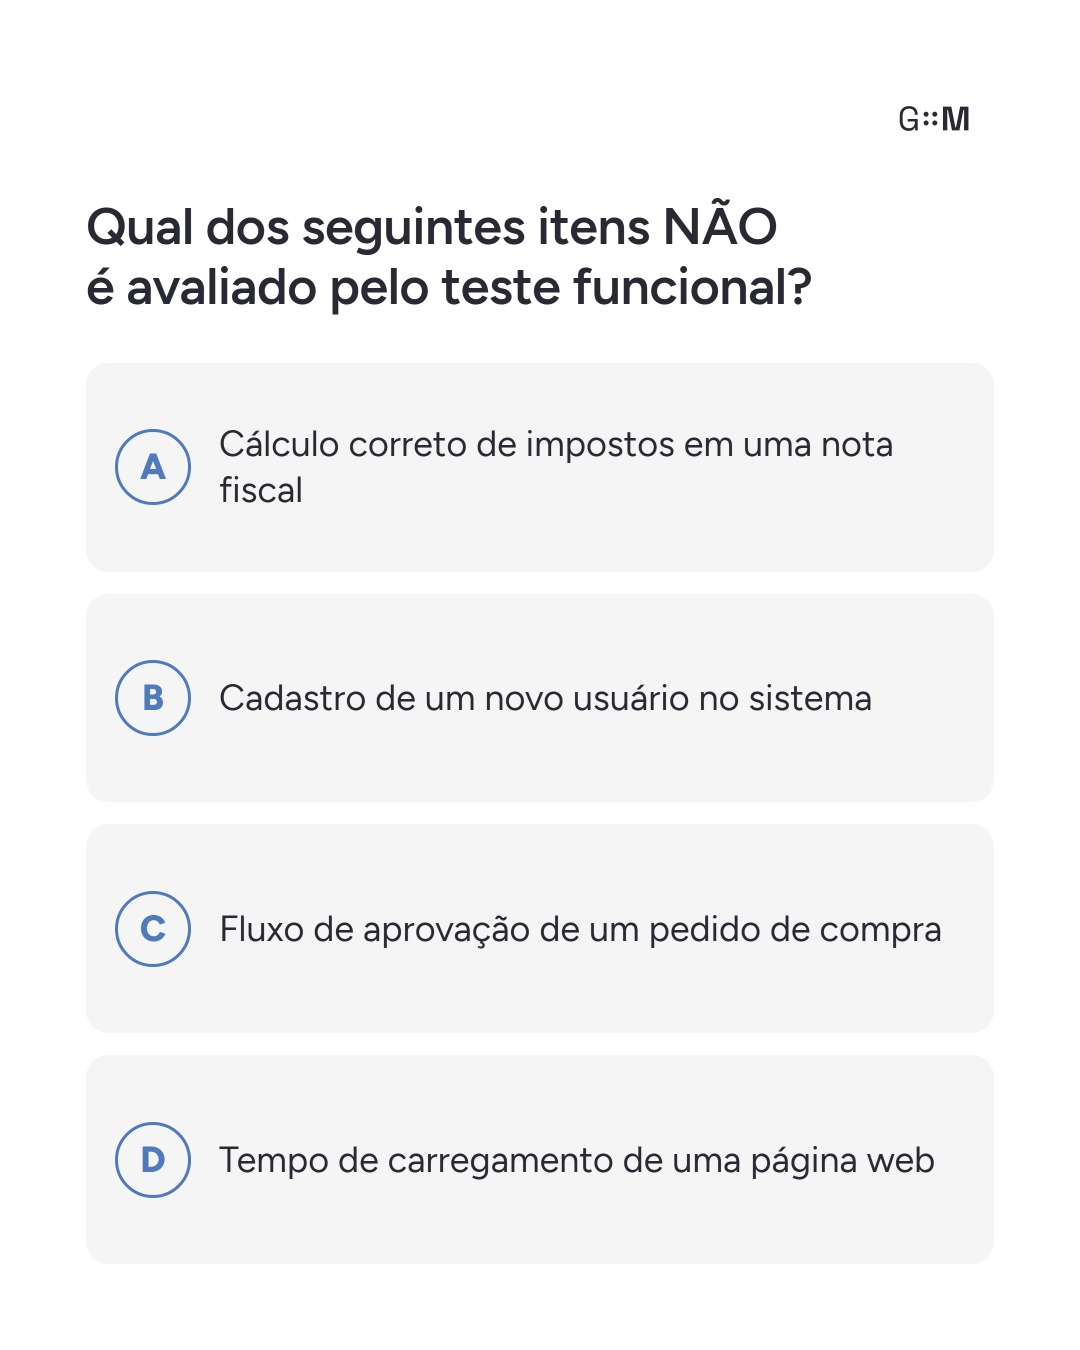 G::M
Qual dos seguintes itens NÃO
é avaliado pelo teste funcional?
A
Cálculo correto de impostos em uma nota
fiscal
B
Cadastro de um novo usuário no sistema
C
Fluxo de aprovação de um pedido de compra
D
Tempo de carregamento de uma página web